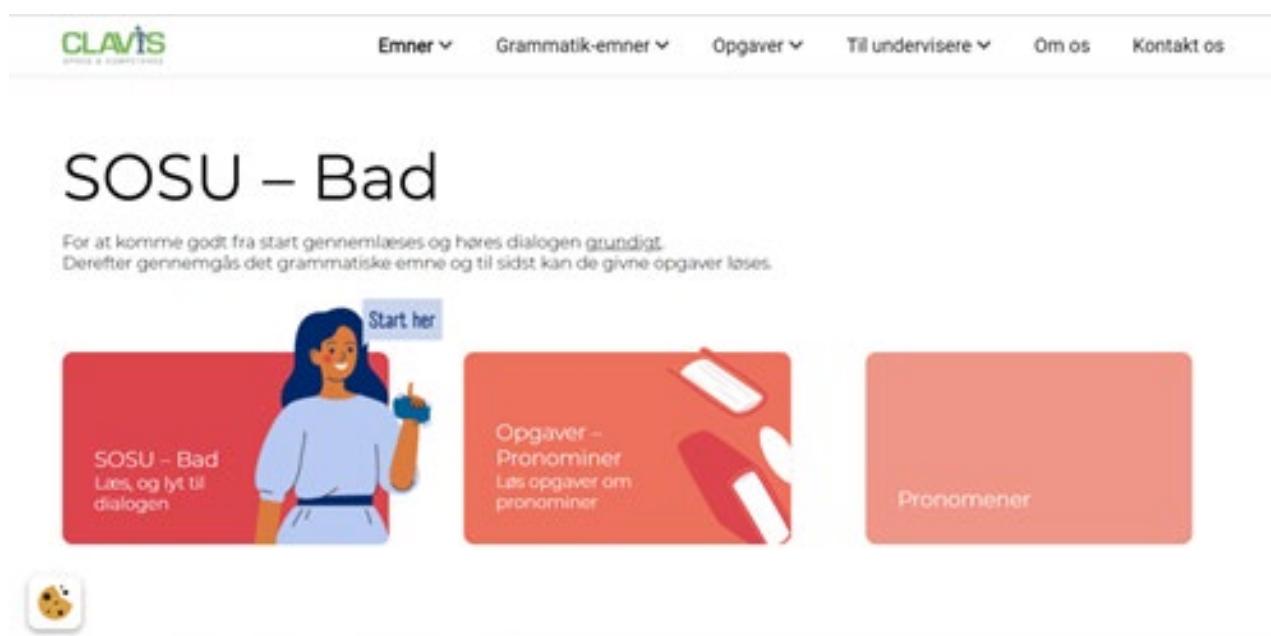 CLAVIS
Emner Grammatik-emner Opgaver Til undervisere Om os Kontakt os
SOSU – Bad
For at komme godt fra start gennemlæses og høres dialogen grundigt.
Derefter gennemgås det grammatiske emne og til sidst kan de givne opgaver løses.
Start her
SOSU – Bad
Læs, og lyt til
dialogen
Opgaver –
Pronominer
Løs opgaver om
pronominer
Pronomener